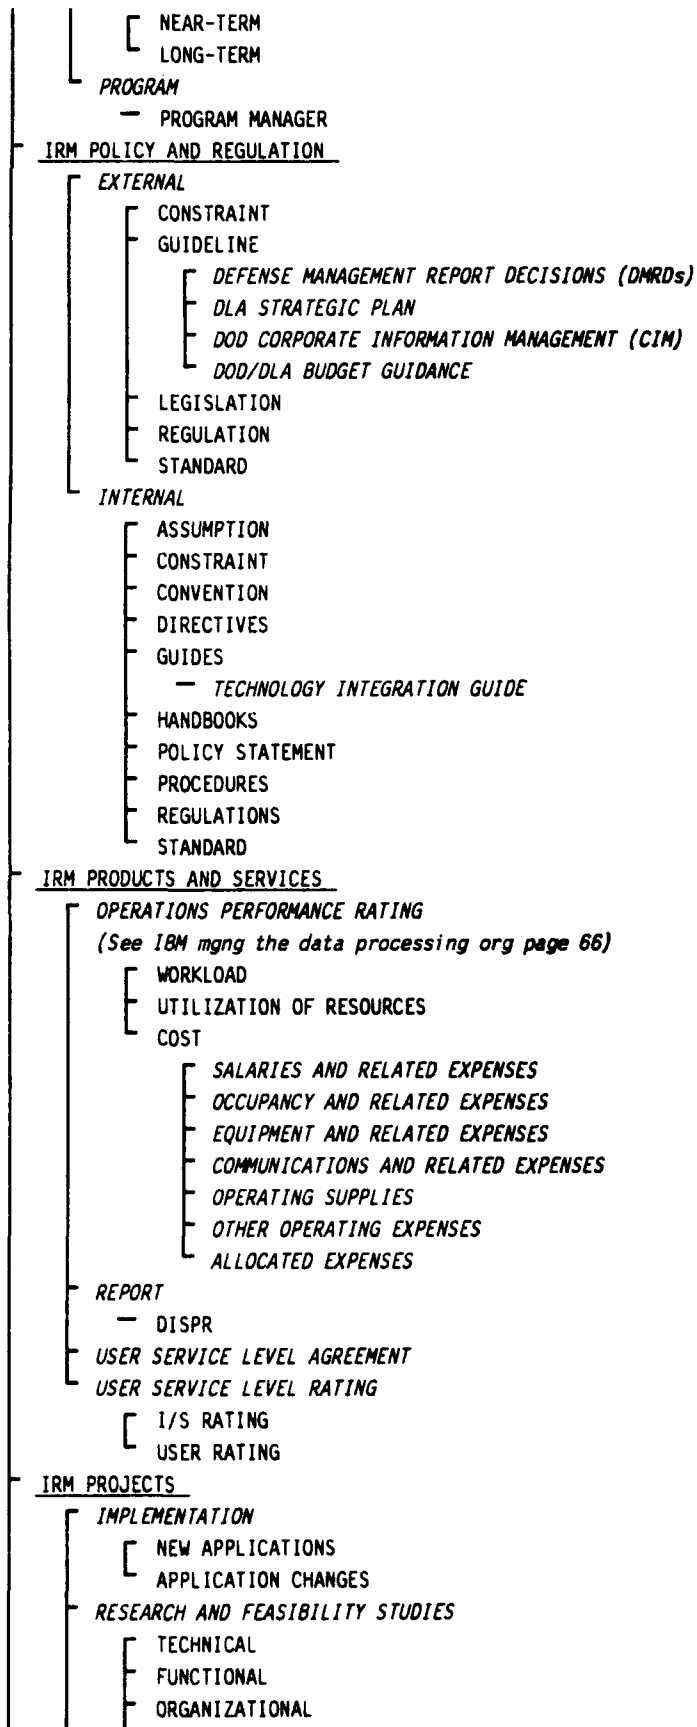 NEAR-TERM
LONG-TERM
PROGRAM
PROGRAM MANAGER
IRM POLICY AND REGULATION
EXTERNAL
CONSTRAINT
GUIDELINE
DEFENSE MANAGEMENT REPORT DECISIONS (DMRDs)
DLA STRATEGIC PLAN
DOD CORPORATE INFORMATION MANAGEMENT (CIM)
DOD/DLA BUDGET GUIDANCE
LEGISLATION
REGULATION
STANDARD
INTERNAL
ASSUMPTION
CONSTRAINT
CONVENTION
DIRECTIVES
GUIDES
TECHNOLOGY INTEGRATION GUIDE
HANDBOOKS
POLICY STATEMENT
PROCEDURES
REGULATIONS
STANDARD
IRM PRODUCTS AND SERVICES
OPERATIONS PERFORMANCE RATING
(See IBM mgng the data processing org page 66)
WORKLOAD
UTILIZATION OF RESOURCES
COST
SALARIES AND RELATED EXPENSES
OCCUPANCY AND RELATED EXPENSES
EQUIPMENT AND RELATED EXPENSES
COMMUNICATIONS AND RELATED EXPENSES
OPERATING SUPPLIES
OTHER OPERATING EXPENSES
ALLOCATED EXPENSES
REPORT
DISPR
USER SERVICE LEVEL AGREEMENT
USER SERVICE LEVEL RATING
I/S RATING
USER RATING
IRM PROJECTS
IMPLEMENTATION
NEW APPLICATIONS
APPLICATION CHANGES
RESEARCH AND FEASIBILITY STUDIES
TECHNICAL
FUNCTIONAL
ORGANIZATIONAL